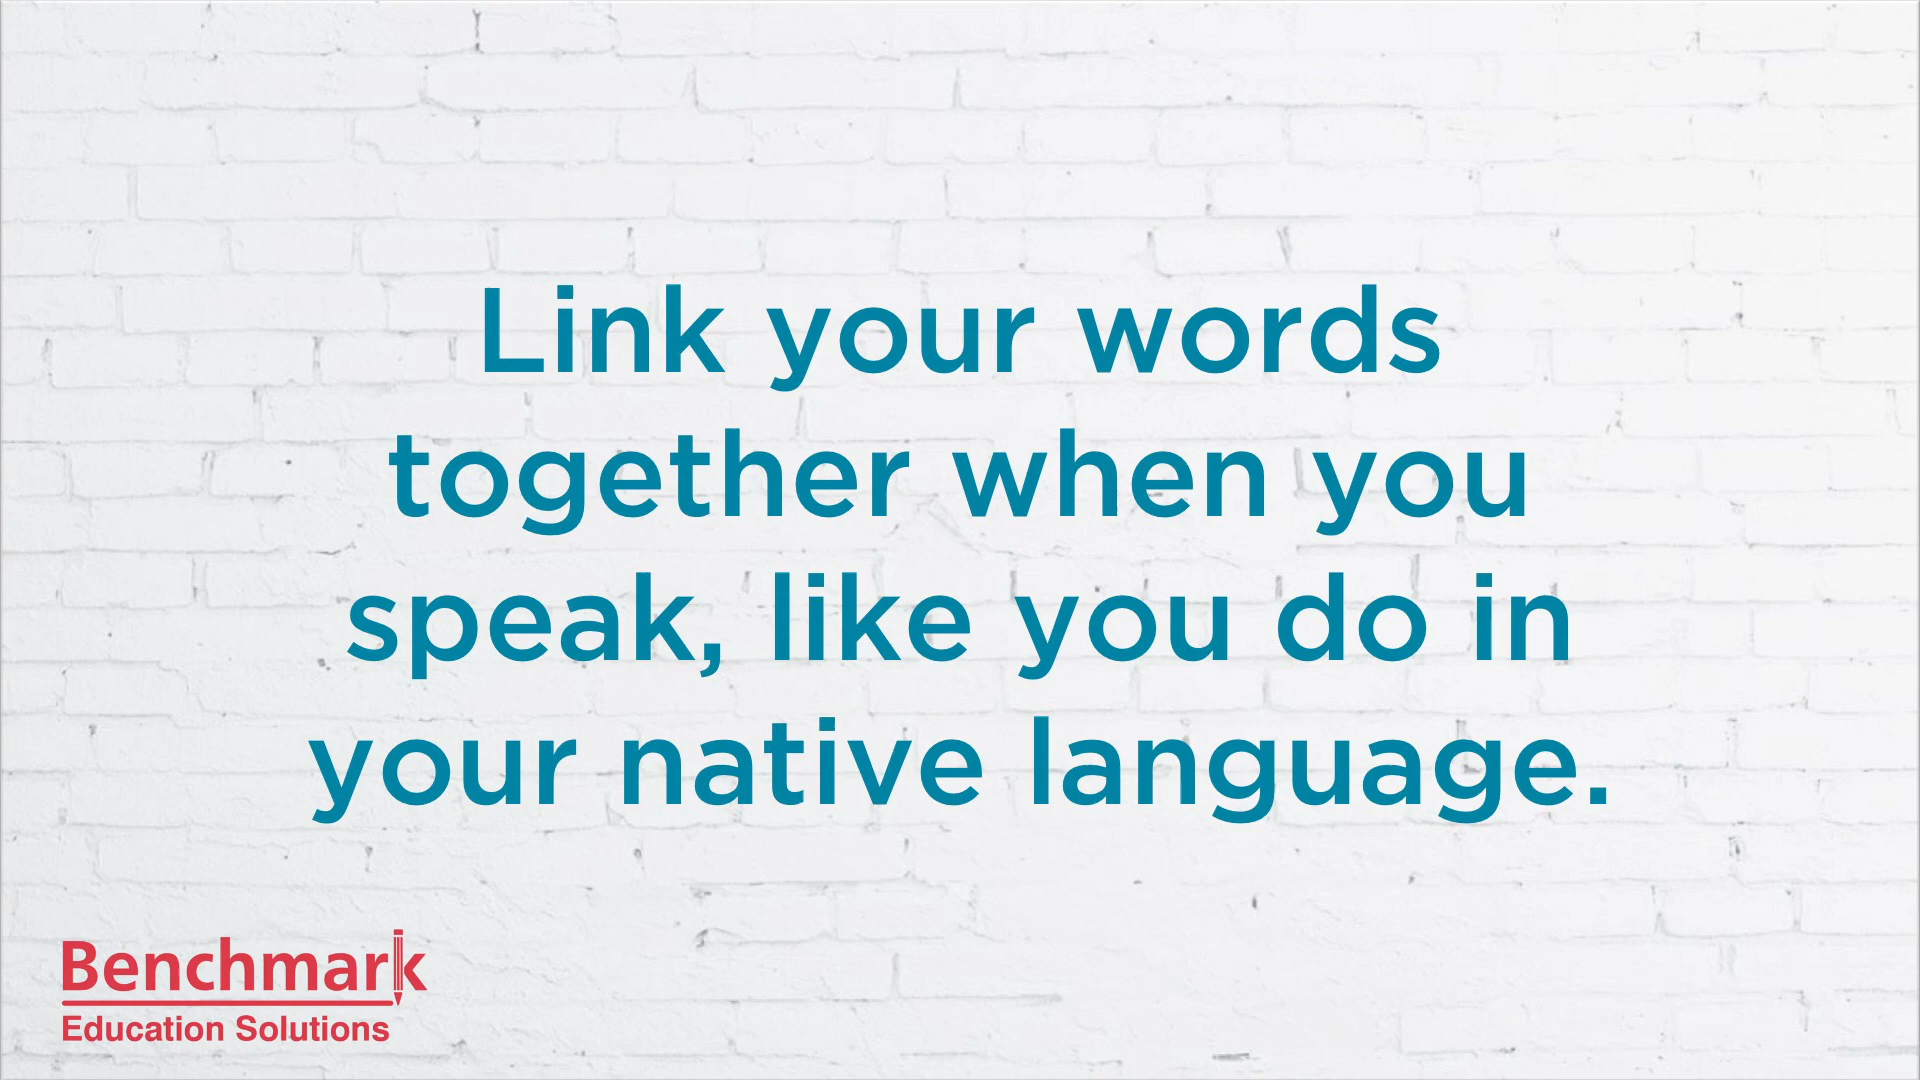 Link your words
together when you
speak, like you do in
your native language.
Benchmark
Education Solutions